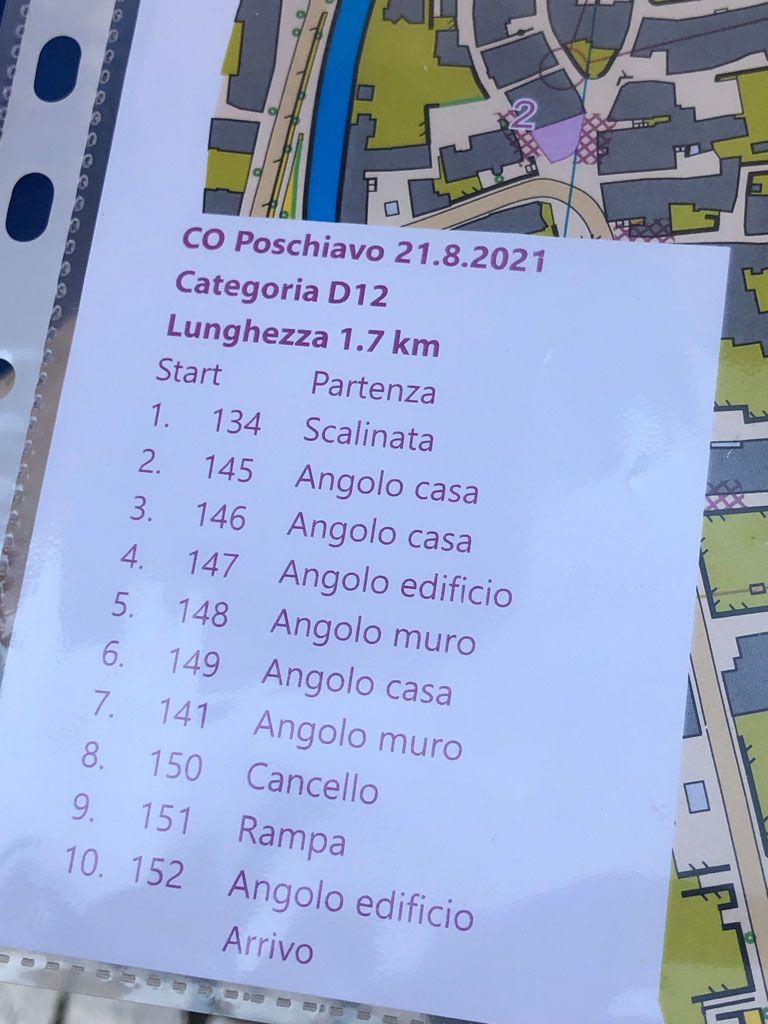 2
CO Poschiavo 21.8.2021
Categoria D12
Lunghezza 1.7 km
Start Partenza
1. 134 Scalinata
2. 145 Angolo casa
3. 146 Angolo casa
4. 147 Angolo edificio
5. 148 Angolo muro
6. 149 Angolo casa
7. 141 Angolo muro
8. 150 Cancello
9. 151 Rampa
10. 152 Angolo edificio
Arrivo